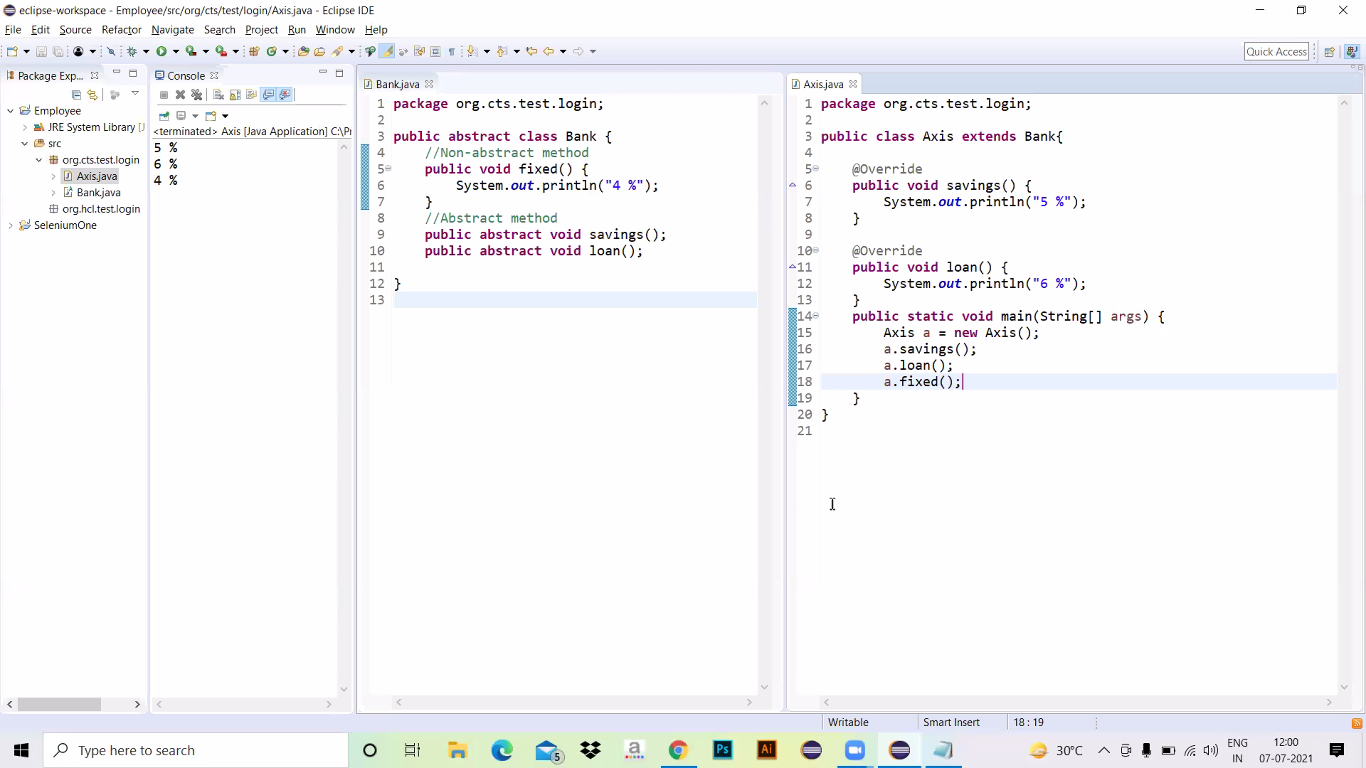 eclipse-workspace - Employee/src/org/cts/test/login/Axis.java - Eclipse IDE
File Edit Source Refactor Navigate Search Project Run Window Help
Quick Access
Package Exp...
Employee
JRE System Library [J
src
org.cts.test.login
Axis.java
Bank.java
org.hcl.test.login
SeleniumOne
Console
<terminated> Axis [Java Application] C:\Pr
5 %
6 %
4 %
Bank.java
1 package org.cts.test.login;
2
3 public abstract class Bank {
4 //Non-abstract method
5 public void fixed() {
6 System.out.println("4 %");
7 }
8 //Abstract method
9 public abstract void savings();
10 public abstract void loan();
11
12 }
13
Axis.java
1 package org.cts.test.login;
2
3 public class Axis extends Bank{
4
5 @Override
6 public void savings() {
7 System.out.println("5 %");
8 }
9
10 @Override
11 public void loan() {
12 System.out.println("6 %");
13 }
14 public static void main(String[] args) {
15 Axis a = new Axis();
16 a.savings();
17 a.loan();
18 a.fixed();
19 }
20 }
21
Writable Smart Insert 18 : 19
Type here to search
5
a
Ps
Ai
30°C
ENG
IN
12:00
07-07-2021